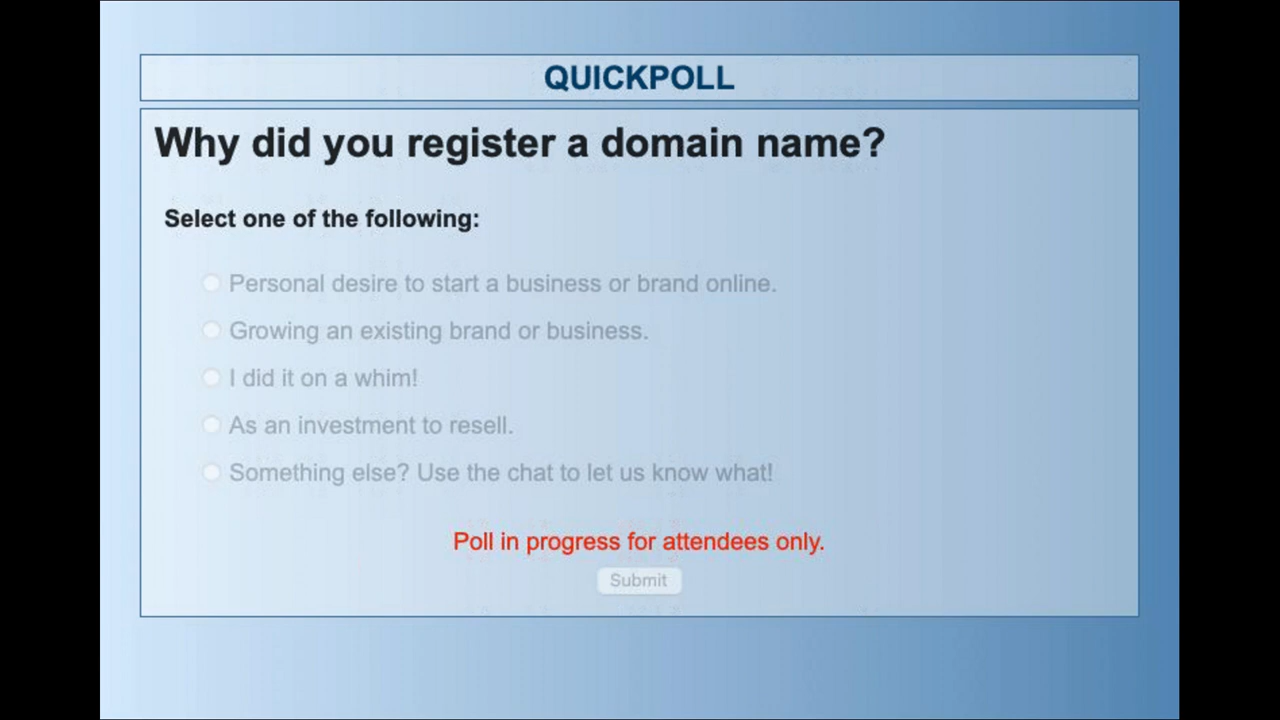 QUICKPOLL
Why did you register a domain name?
Select one of the following:
Personal desire to start a business or brand online.
Growing an existing brand or business.
I did it on a whim!
As an investment to resell.
Something else? Use the chat to let us know what!
Poll in progress for attendees only.
Submit